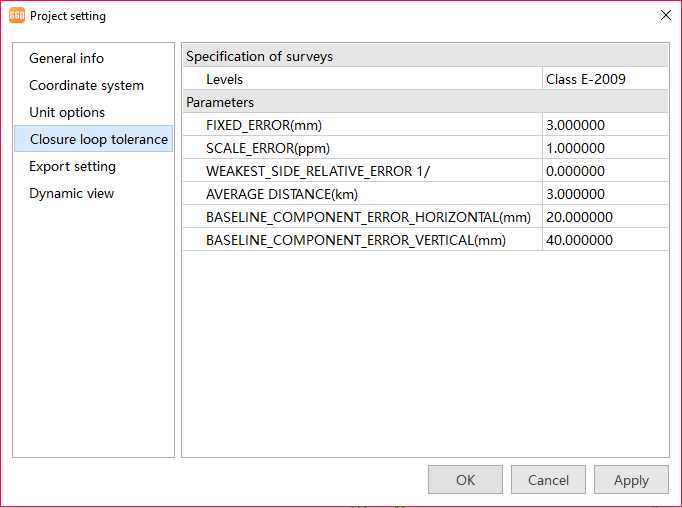 SGO Project setting
General info
Coordinate system
Unit options
Closure loop tolerance
Export setting
Dynamic view
Specification of surveys
Levels Class E-2009
Parameters
FIXED_ERROR(mm) 3.000000
SCALE_ERROR(ppm) 1.000000
WEAKEST_SIDE_RELATIVE_ERROR 1/ 0.000000
AVERAGE DISTANCE(km) 3.000000
BASELINE_COMPONENT_ERROR_HORIZONTAL(mm) 20.000000
BASELINE_COMPONENT_ERROR_VERTICAL(mm) 40.000000
OK Cancel Apply